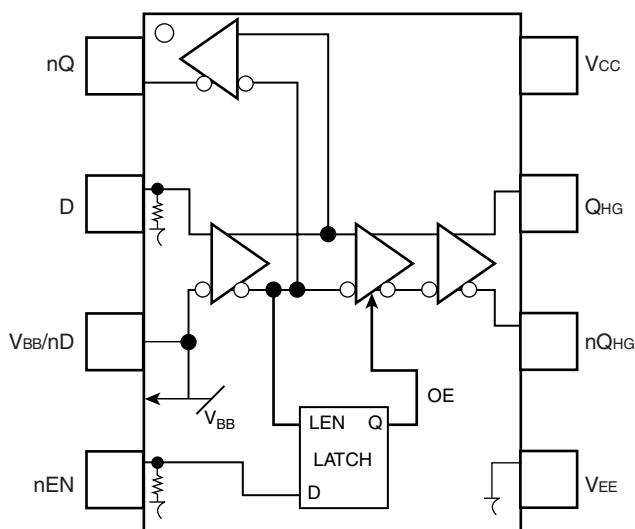 nQ
VCC
D
QHG
VBB/nD
nQHG
VBB
OE
LEN Q
LATCH
D
nEN
VEE